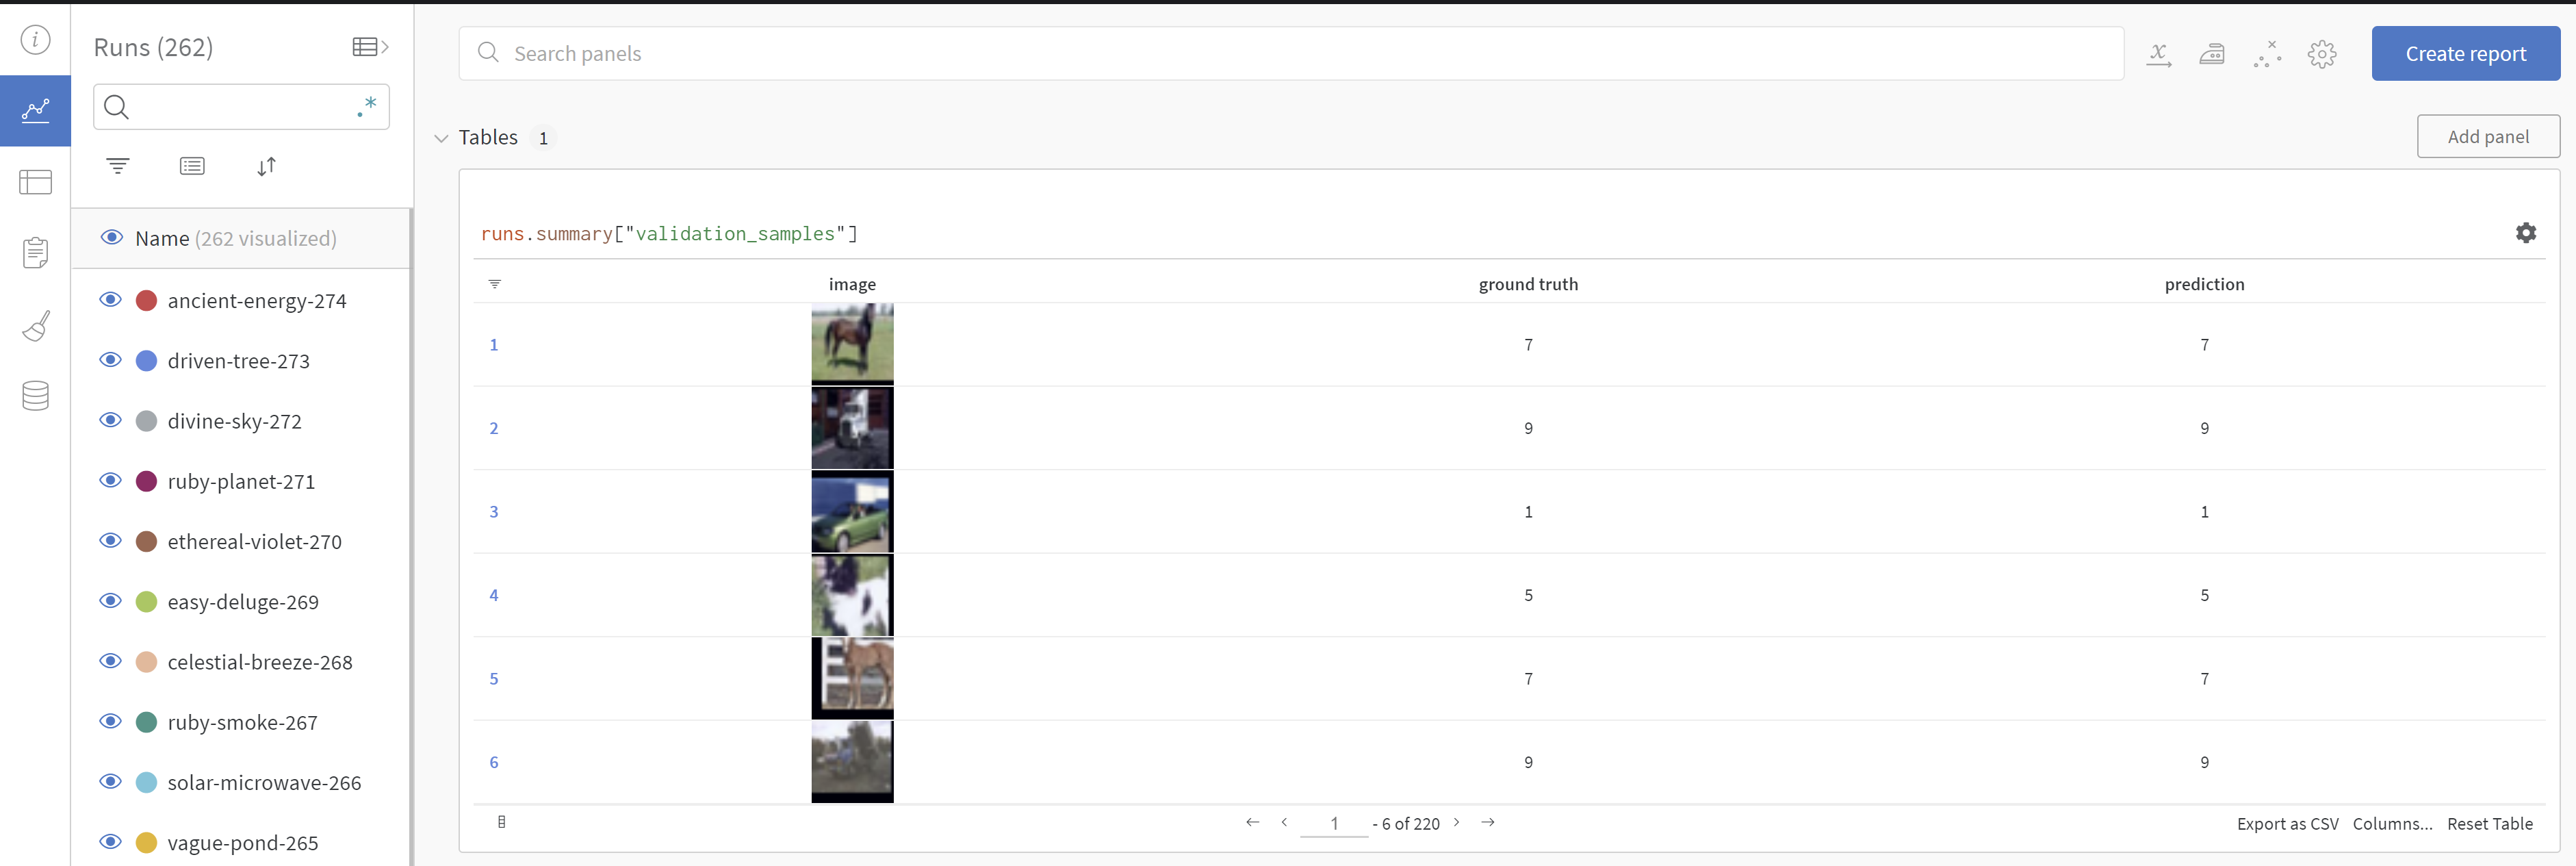 Runs (262)
.*
Name (262 visualized)
ancient-energy-274
driven-tree-273
divine-sky-272
ruby-planet-271
ethereal-violet-270
easy-deluge-269
celestial-breeze-268
ruby-smoke-267
solar-microwave-266
vague-pond-265
Search panels
Create report
Tables 1
Add panel
runs.summary["validation_samples"]
image ground truth prediction
1 7 7
2 9 9
3 1 1
4 5 5
5 7 7
6 9 9
1 - 6 of 220
Export as CSV Columns... Reset Table